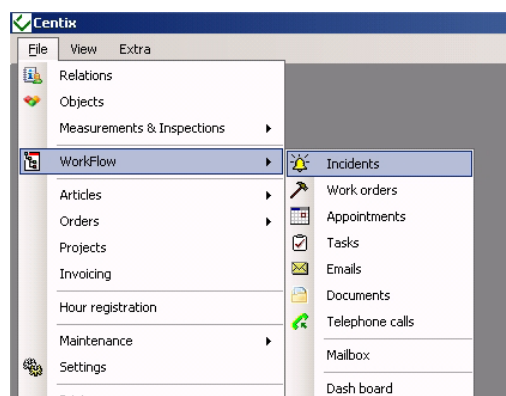 Centix
File View Extra
Relations
Objects
Measurements & Inspections
WorkFlow
Articles
Orders
Projects
Invoicing
Hour registration
Maintenance
Settings
Incidents
Work orders
Appointments
Tasks
Emails
Documents
Telephone calls
Mailbox
Dash board